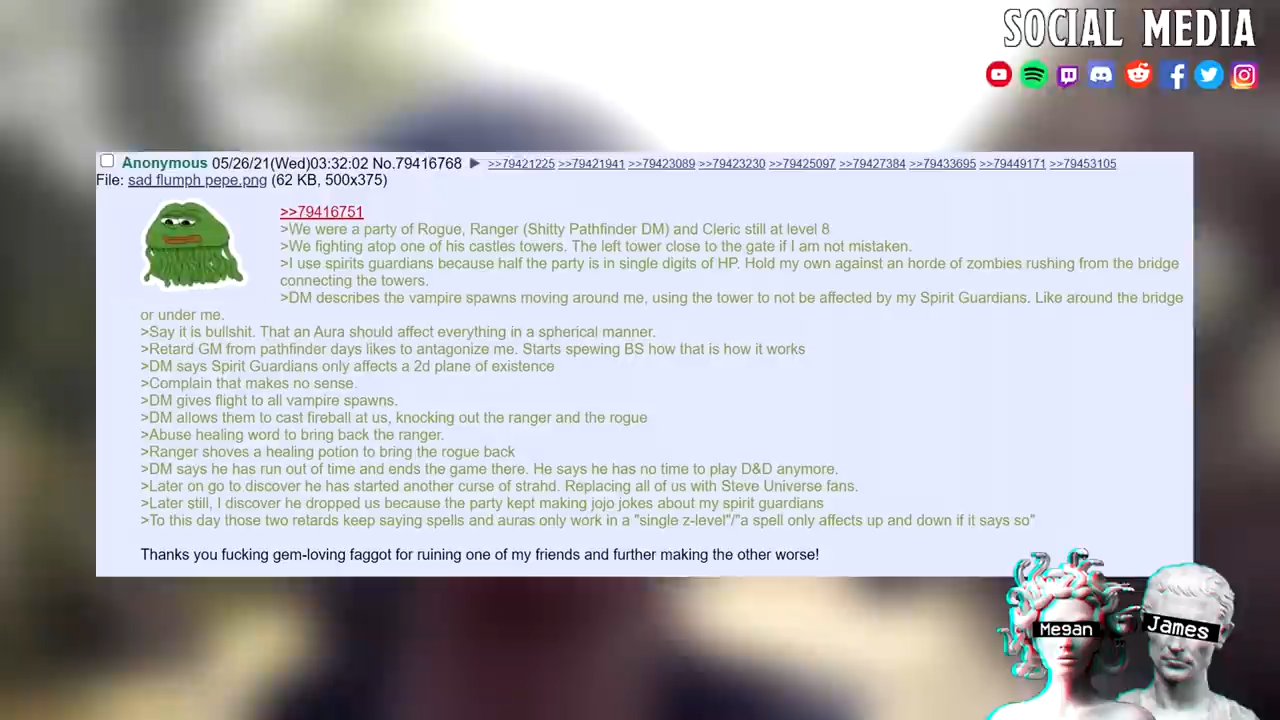 SOCIAL MEDIA
Anonymous 05/26/21(Wed)03:32:02 No.79416768 ▶ >>79421225 >>79421941 >>79423089 >>79423230 >>79425097 >>79427384 >>79433695 >>79449171 >>79453105
File: sad flumph pepe.png (62 KB, 500x375)
>>79416751
>We were a party of Rogue, Ranger (Shitty Pathfinder DM) and Cleric still at level 8
>We fighting atop one of his castles towers. The left tower close to the gate if I am not mistaken.
>I use spirits guardians because half the party is in single digits of HP. Hold my own against an horde of zombies rushing from the bridge
connecting the towers.
>DM describes the vampire spawns moving around me, using the tower to not be affected by my Spirit Guardians. Like around the bridge
or under me.
>Say it is bullshit. That an Aura should affect everything in a spherical manner.
>Retard GM from pathfinder days likes to antagonize me. Starts spewing BS how that is how it works
>DM says Spirit Guardians only affects a 2d plane of existence
>Complain that makes no sense.
>DM gives flight to all vampire spawns.
>DM allows them to cast fireball at us, knocking out the ranger and the rogue
>Abuse healing word to bring back the ranger.
>Ranger shoves a healing potion to bring the rogue back
>DM says he has run out of time and ends the game there. He says he has no time to play D&D anymore.
>Later on go to discover he has started another curse of strahd. Replacing all of us with Steve Universe fans.
>Later still, I discover he dropped us because the party kept making jojo jokes about my spirit guardians
>To this day those two retards keep saying spells and auras only work in a "single z-level"/"a spell only affects up and down if it says so"
Thanks you fucking gem-loving faggot for ruining one of my friends and further making the other worse!
Megan
James